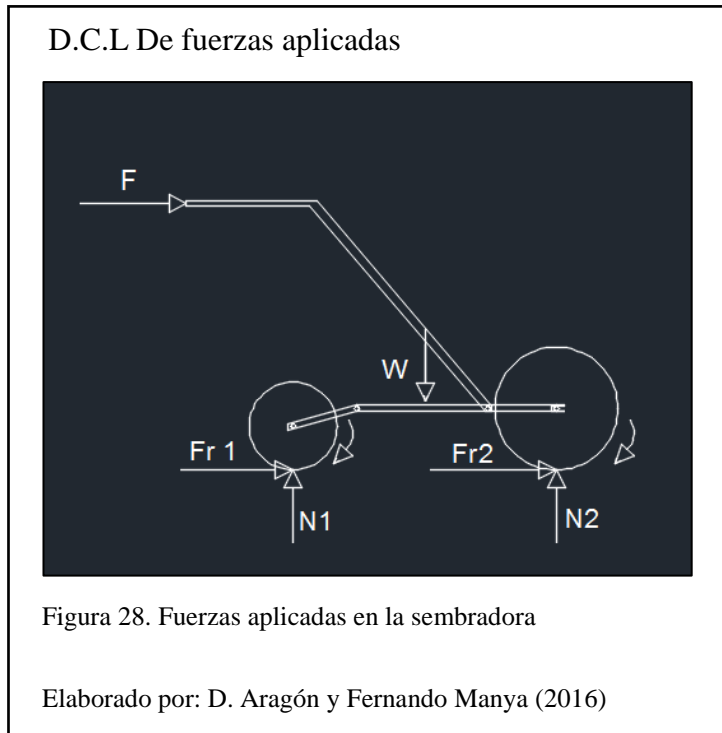 D.C.L De fuerzas aplicadas
F
W
Fr 1
Fr2
N1
N2
Figura 28. Fuerzas aplicadas en la sembradora
Elaborado por: D. Aragón y Fernando Manya (2016)